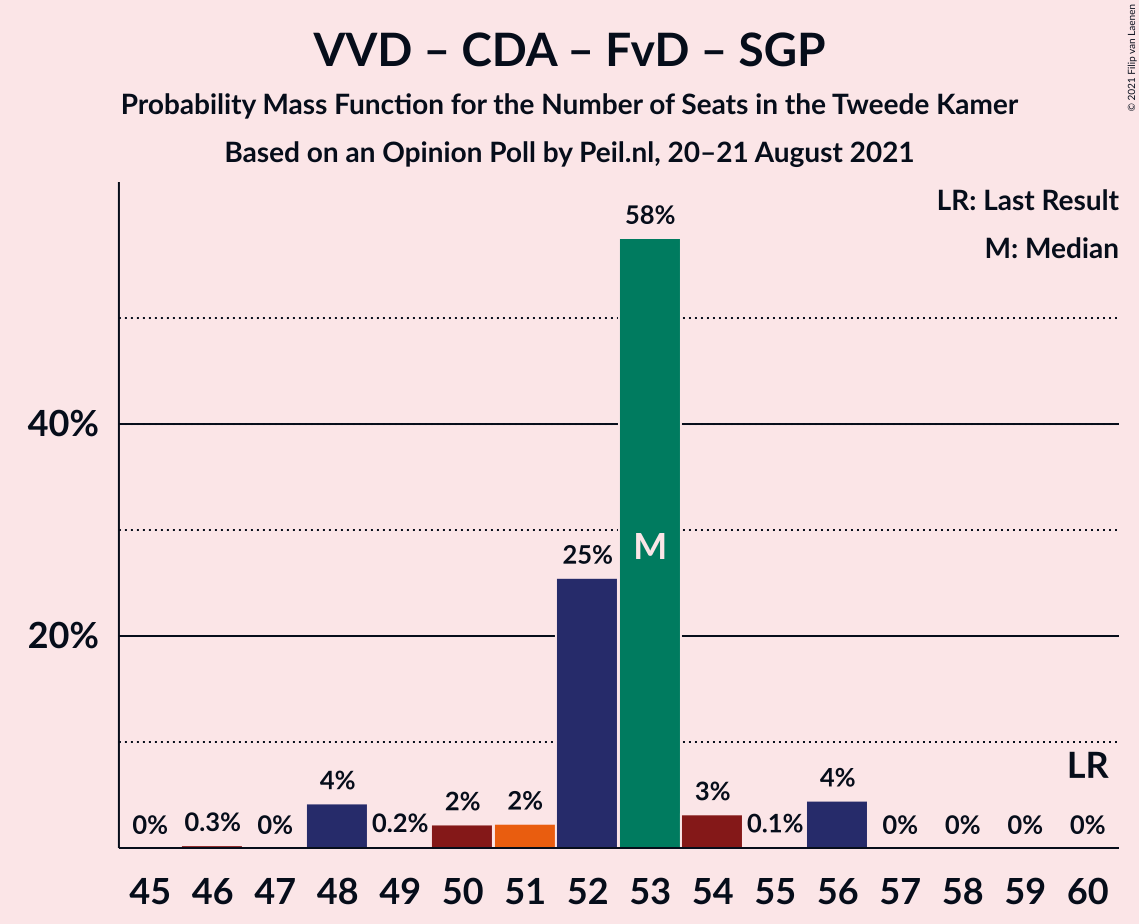 VVD – CDA – FvD – SGP
Probability Mass Function for the Number of Seats in the Tweede Kamer
Based on an Opinion Poll by Peil.nl, 20–21 August 2021
© 2021 Filip van Laenen
LR: Last Result
M: Median
58%
40%
25%
M
20%
LR
0%
0.3%
0%
4%
0.2%
2%
2%
3%
0.1%
4%
0%
0%
0%
0%
45 46 47 48 49 50 51 52 53 54 55 56 57 58 59 60